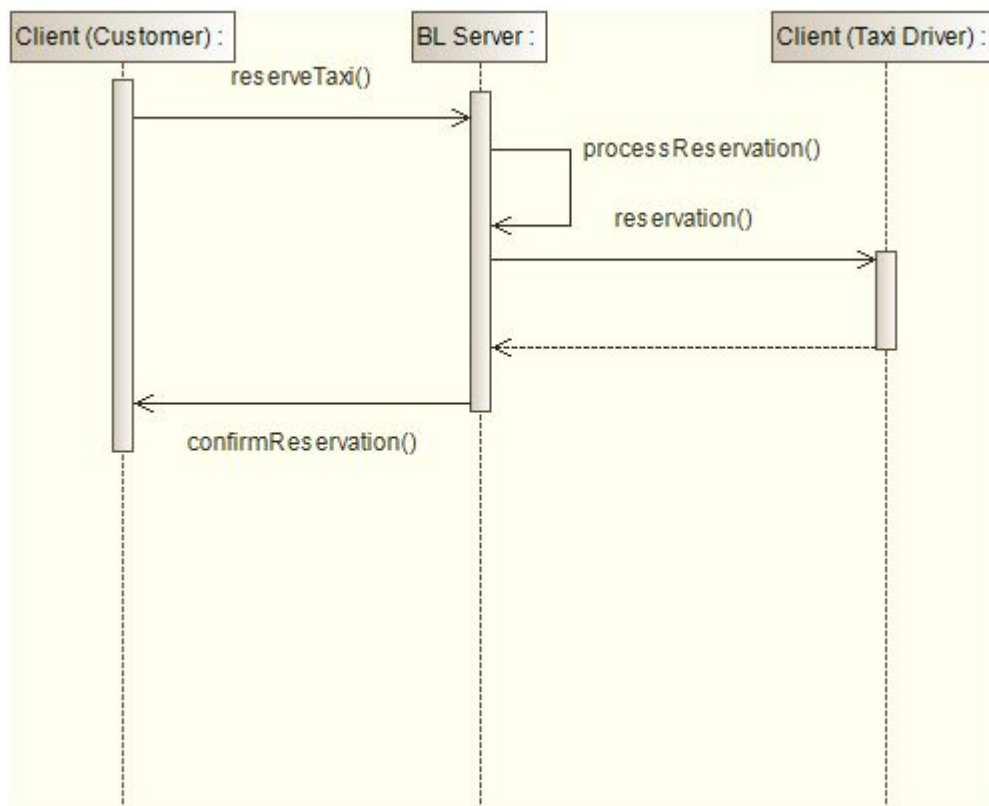 Client (Customer) :
BL Server :
Client (Taxi Driver) :
reserveTaxi()
processReservation()
reservation()
confirmReservation()